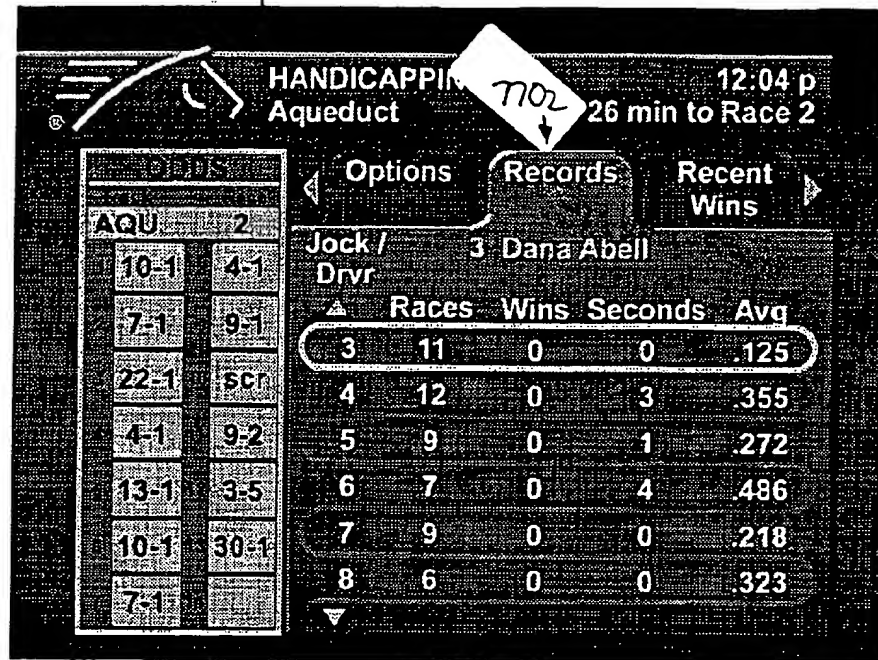 HANDICAPPIN
12:04 p
Aqueduct
26 min to Race 2
1102
®
ODDS
AQU 2
10-1 4-1
7-1 9-1
22-1 scr
4-1 9-2
13-1 3-5
10-1 30-1
7-1
Options
Records
Recent
Wins
Jock /
Drvr
3 Dana Abell
Races Wins Seconds Avg
3 11 0 0 .125
4 12 0 3 .355
5 9 0 1 .272
6 7 0 4 .486
7 9 0 0 .218
8 6 0 0 .323